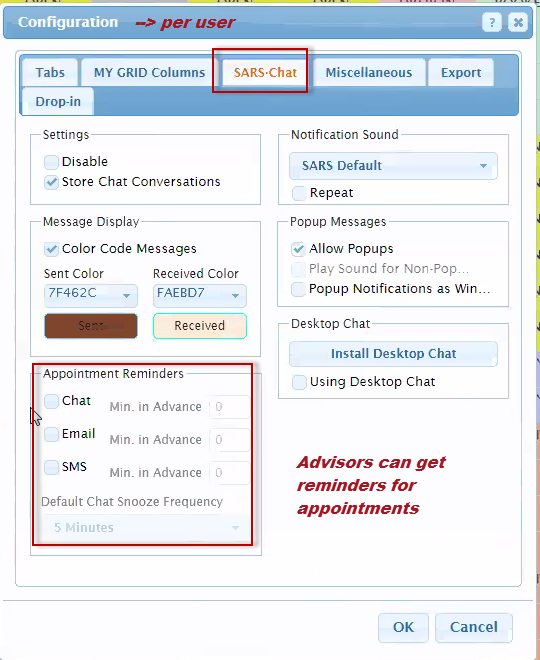 Configuration --> per user
?
Tabs MY GRID Columns SARS·Chat Miscellaneous Export
Drop-in
Settings
Disable
Store Chat Conversations
Notification Sound
SARS Default
Repeat
Message Display
Color Code Messages
Sent Color Received Color
7F462C FAEBD7
Sent Received
Popup Messages
Allow Popups
Play Sound for Non-Pop...
Popup Notifications as Win...
Desktop Chat
Install Desktop Chat
Using Desktop Chat
Appointment Reminders
Chat Min. in Advance 0
Email Min. in Advance 0
SMS Min. in Advance 0
Default Chat Snooze Frequency
5 Minutes
Advisors can get
reminders for
appointments
OK Cancel